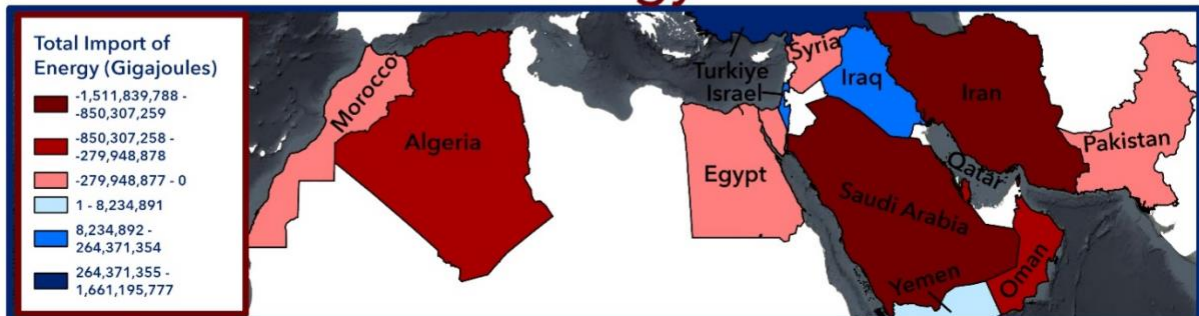 Total Import of
Energy (Gigajoules)
-1,511,839,788 -
-850,307,259
-850,307,258 -
-279,948,878
-279,948,877 - 0
1 - 8,234,891
8,234,892 -
264,371,354
264,371,355 -
1,661,195,777
Morocco
Algeria
Egypt
Turkiye
Israel
Syria
Iraq
Iran
Pakistan
Qatar
Saudi Arabia
Yemen
Oman